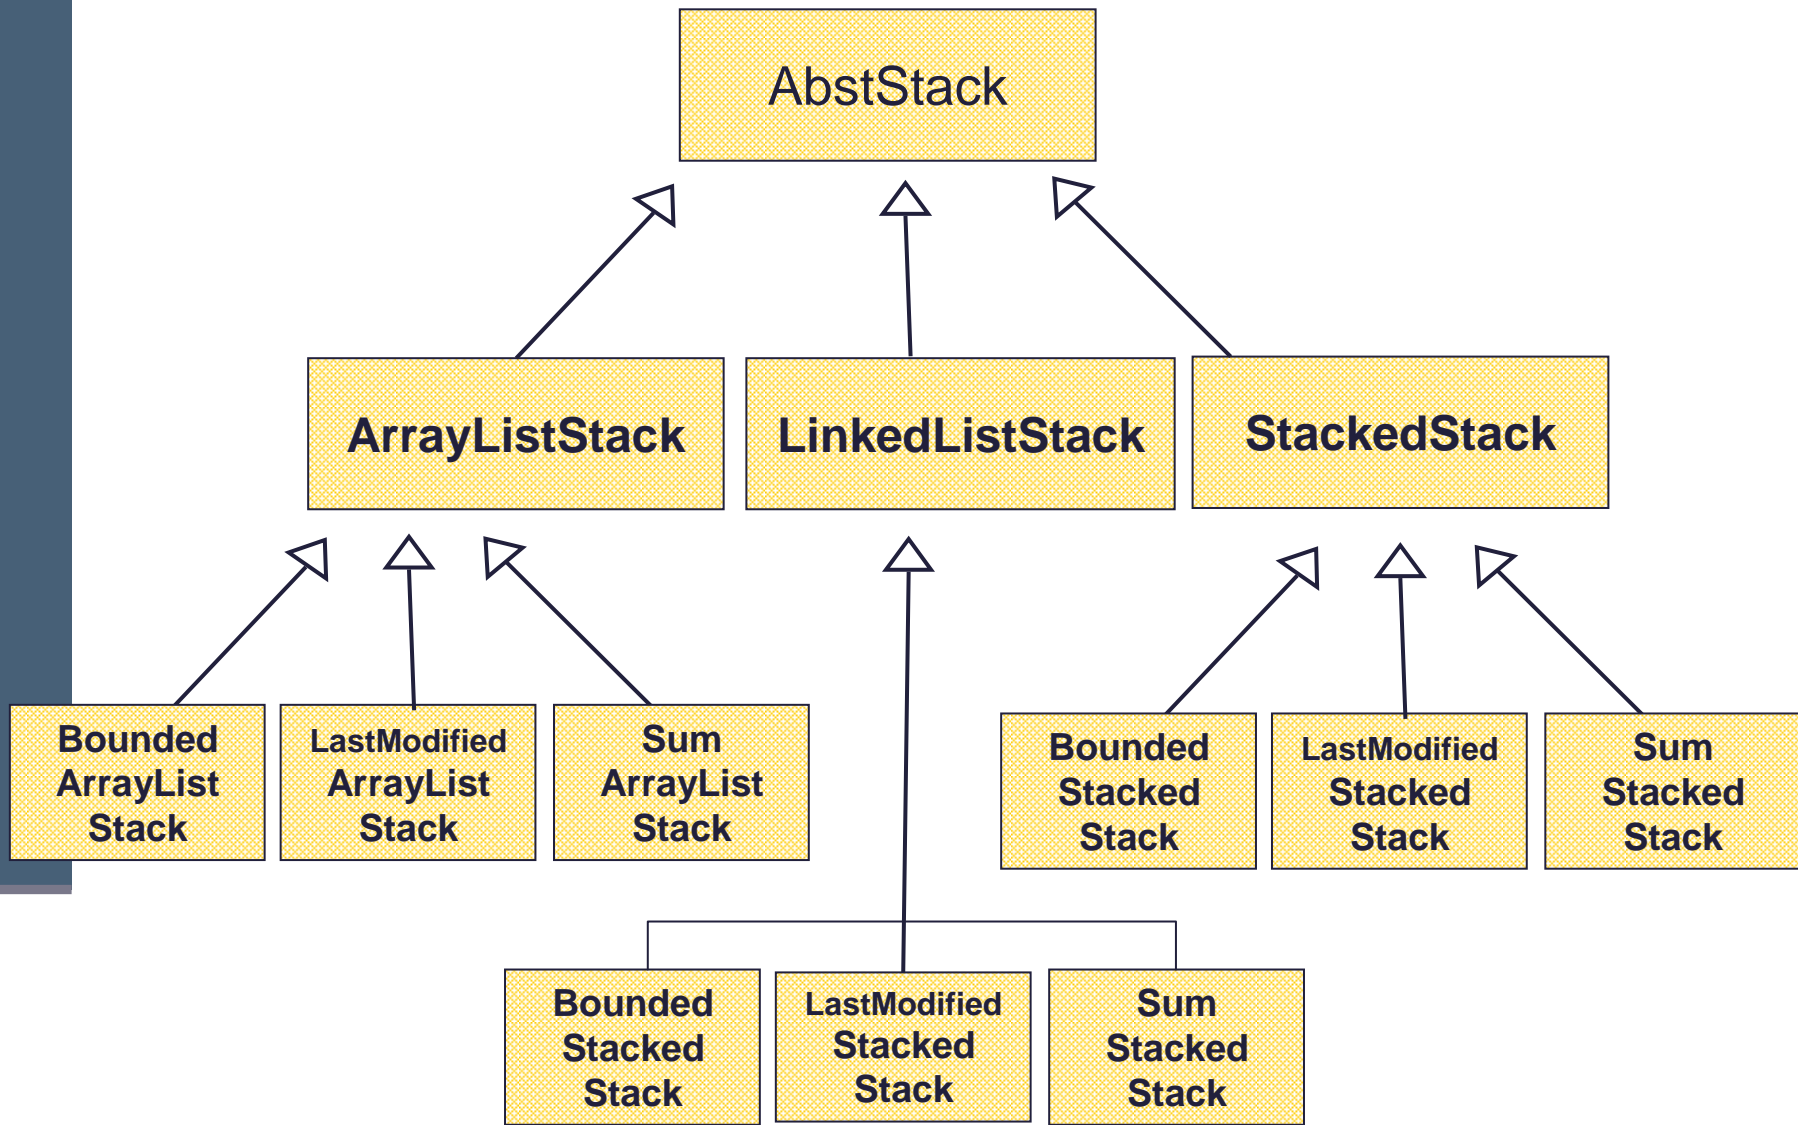 AbstStack
ArrayListStack
LinkedListStack
StackedStack
Bounded
ArrayList
Stack
LastModified
ArrayList
Stack
Sum
ArrayList
Stack
Bounded
Stacked
Stack
LastModified
Stacked
Stack
Sum
Stacked
Stack
Bounded
Stacked
Stack
LastModified
Stacked
Stack
Sum
Stacked
Stack